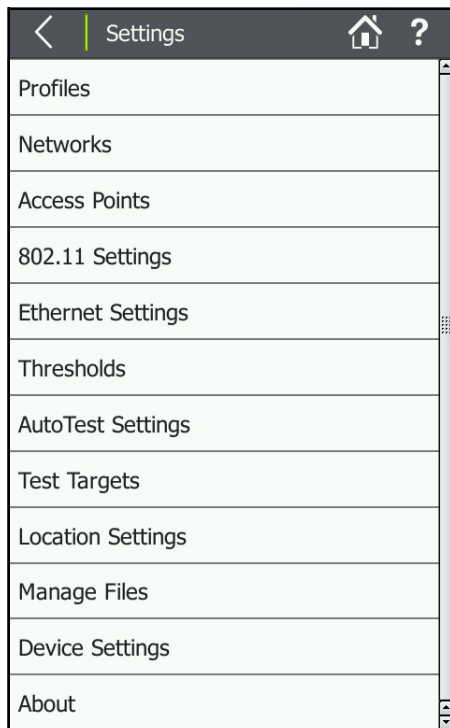 Settings ?
Profiles
Networks
Access Points
802.11 Settings
Ethernet Settings
Thresholds
AutoTest Settings
Test Targets
Location Settings
Manage Files
Device Settings
About